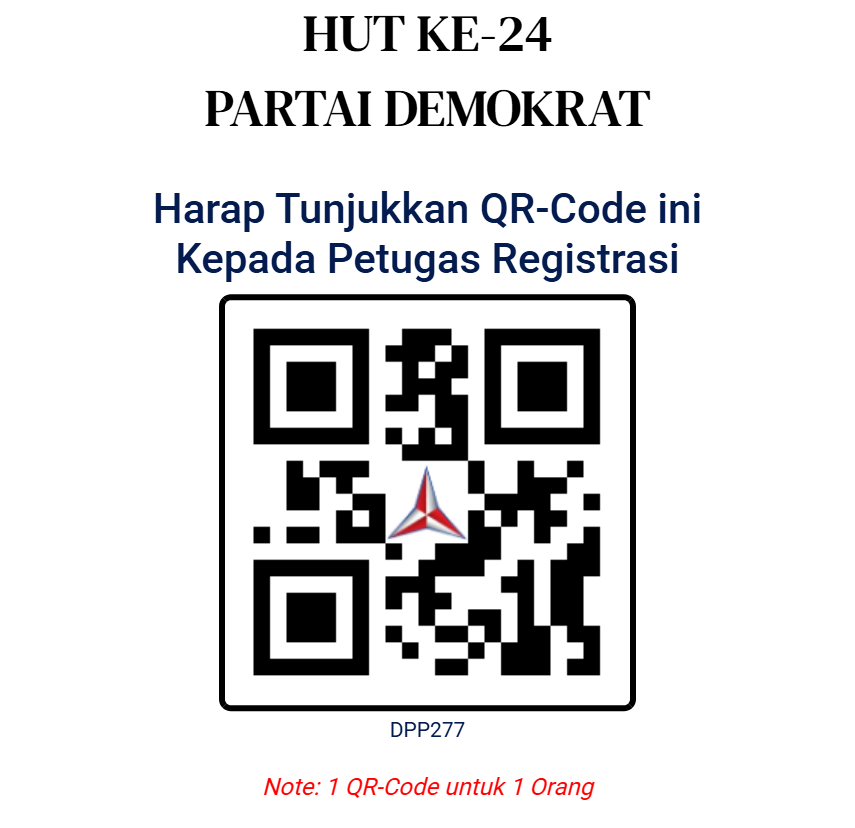 HUT KE-24
PARTAI DEMOKRAT
Harap Tunjukkan QR-Code ini
Kepada Petugas Registrasi
DPP277
Note: 1 QR-Code untuk 1 Orang